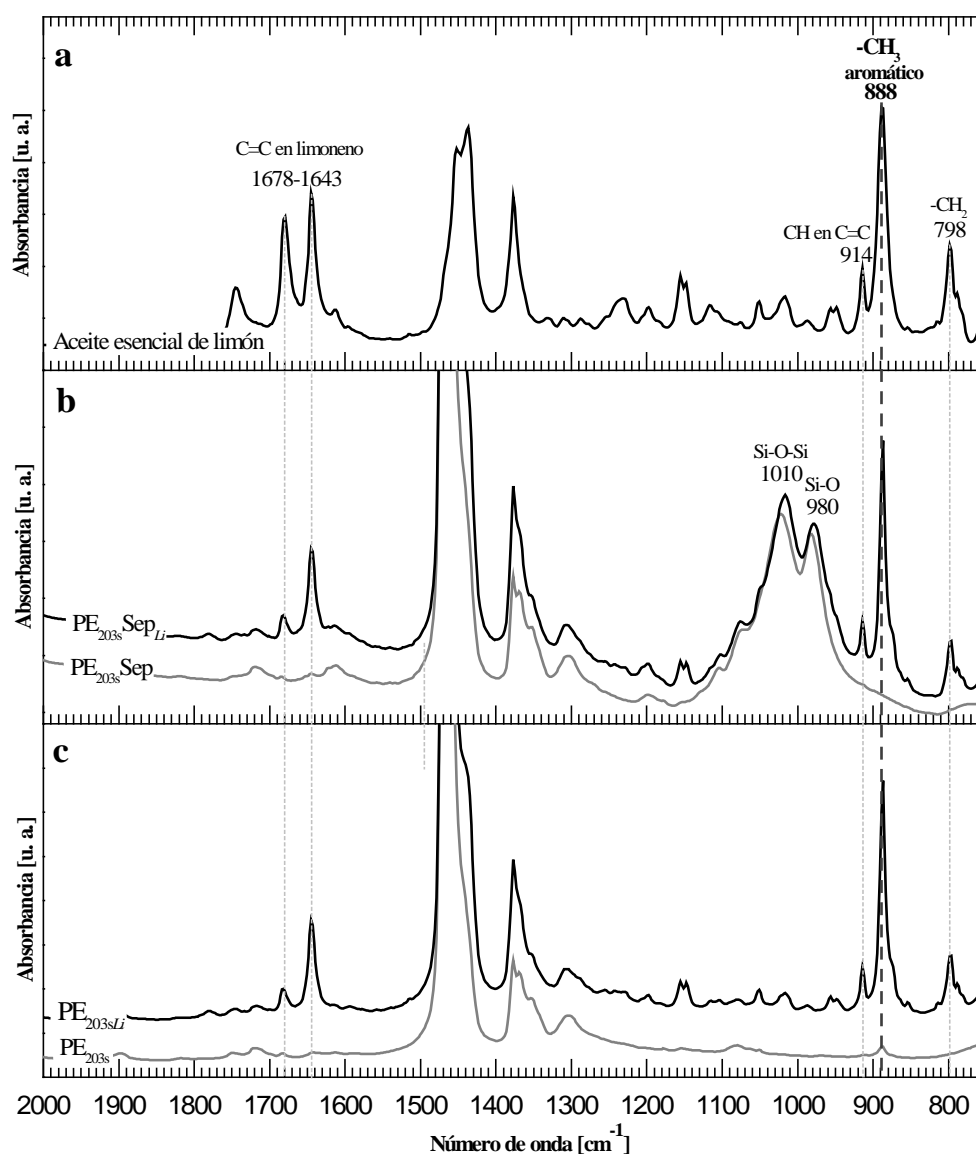 a
-CH3
aromático
888
C=C en limoneno
1678-1643
-CH2
798
CH en C=C
914
Absorbancia [u. a.]
Aceite esencial de limón
b
Si-O-Si
1010
Si-O
980
Absorbancia [u. a.]
PE203sSepLi
PE203sSep
c
Absorbancia [u. a.]
PE203sLi
PE203s
2000 1900 1800 1700 1600 1500 1400 1300 1200 1100 1000 900 800
Número de onda [cm-1]